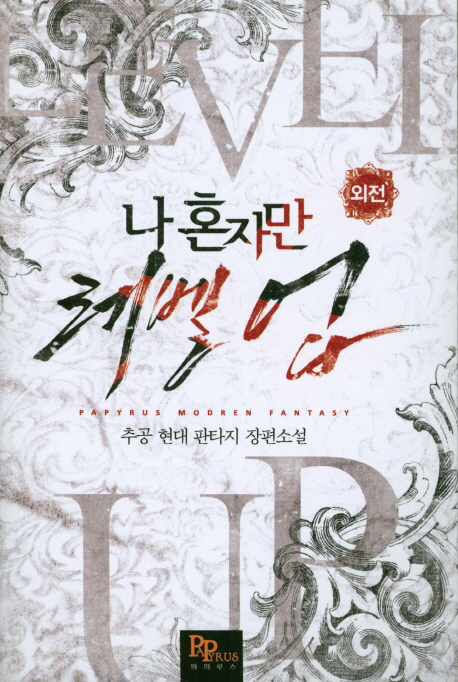 LEVEL
외전
나 혼자만
레벨 업
PAPYRUS MODREN FANTASY
추공 현대 판타지 장편소설
UP
PAPYRUS
파피루스